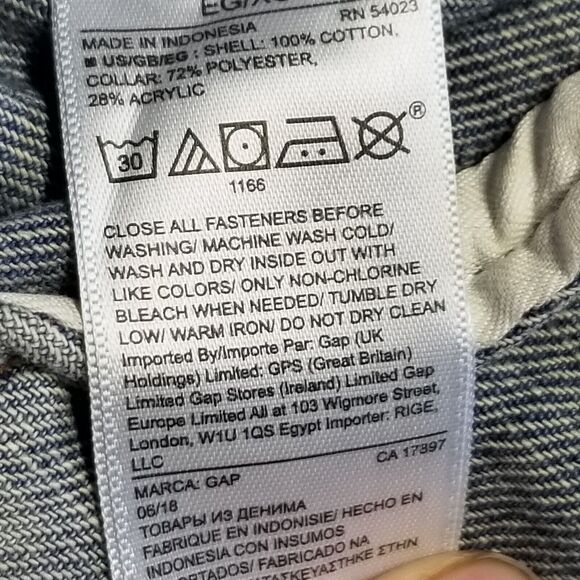 RN 54023
MADE IN INDONESIA
US/GB/EG : SHELL: 100% COTTON,
COLLAR: 72% POLYESTER,
28% ACRYLIC
30
®
1166
CLOSE ALL FASTENERS BEFORE
WASHING/ MACHINE WASH COLD/
WASH AND DRY INSIDE OUT WITH
LIKE COLORS/ ONLY NON-CHLORINE
BLEACH WHEN NEEDED/ TUMBLE DRY
LOW/ WARM IRON/ DO NOT DRY CLEAN
Imported By/Importe Par: Gap (UK
Holdings) Limited: GPS (Great Britain)
Limited Gap Stores (Ireland) Limited Gap
Europe Limited All at 103 Wigmore Street,
London, W1U 1QS Egypt Importer: RIGE,
LLC
CA 17897
MARCA: GAP
06/18
ТОВАРЫ ИЗ ДЕНИМА
FABRIQUE EN INDONISIE/ HECHO EN
INDONESIA CON INSUMOS
FABRICADO NA